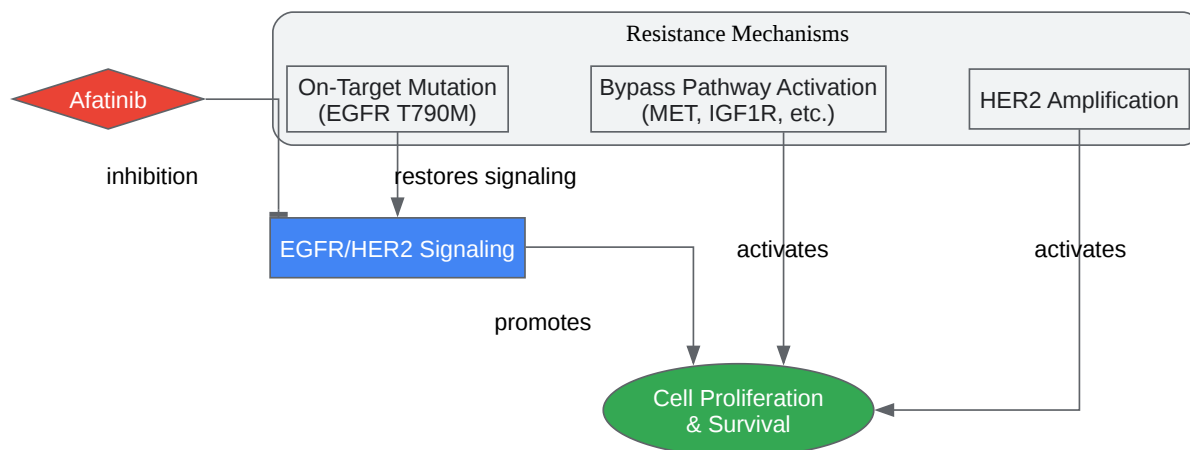 Resistance Mechanisms
Afatinib
On-Target Mutation
(EGFR T790M)
Bypass Pathway Activation
(MET, IGF1R, etc.)
HER2 Amplification
inhibition
restores signaling
EGFR/HER2 Signaling
activates
activates
promotes
Cell Proliferation
& Survival